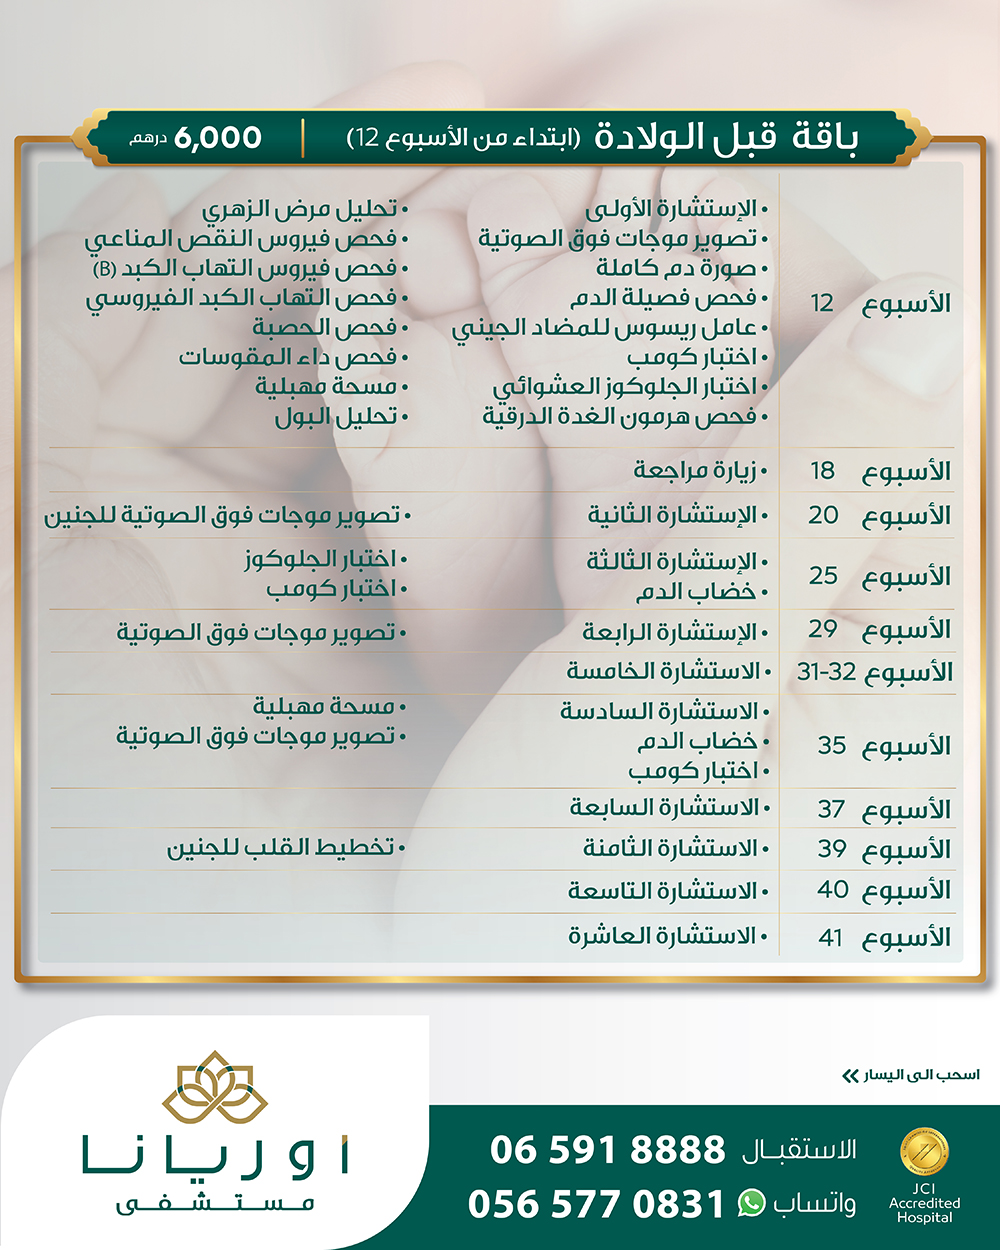 باقة قبل الولادة (ابتداء من الأسبوع 12) | 6,000 درهم
الأسبوع 12
• الإستشارة الأولى
• تصوير موجات فوق الصوتية
• صورة دم كاملة
• فحص فصيلة الدم
• عامل ريسوس للمضاد الجيني
• اختبار كومب
• اختبار الجلوكوز العشوائي
• فحص هرمون الغدة الدرقية
• تحليل مرض الزهري
• فحص فيروس النقص المناعي
• فحص فيروس التهاب الكبد (B)
• فحص التهاب الكبد الفيروسي
• فحص الحصبة
• فحص داء المقوسات
• مسحة مهبلية
• تحليل البول
الأسبوع 18
• زيارة مراجعة
الأسبوع 20
• الإستشارة الثانية
• تصوير موجات فوق الصوتية للجنين
الأسبوع 25
• الإستشارة الثالثة
• خضاب الدم
• اختبار الجلوكوز
• اختبار كومب
الأسبوع 29
• الإستشارة الرابعة
• تصوير موجات فوق الصوتية
الأسبوع 31-32
• الاستشارة الخامسة
الأسبوع 35
• الاستشارة السادسة
• خضاب الدم
• اختبار كومب
• مسحة مهبلية
• تصوير موجات فوق الصوتية
الأسبوع 37
• الاستشارة السابعة
الأسبوع 39
• الاستشارة الثامنة
• تخطيط القلب للجنين
الأسبوع 40
• الاستشارة التاسعة
الأسبوع 41
• الاستشارة العاشرة
اسحب الى اليسار
اوريانا
مستشفى
الاستقبال 06 591 8888
واتساب 056 577 0831
JCI
Accredited
Hospital